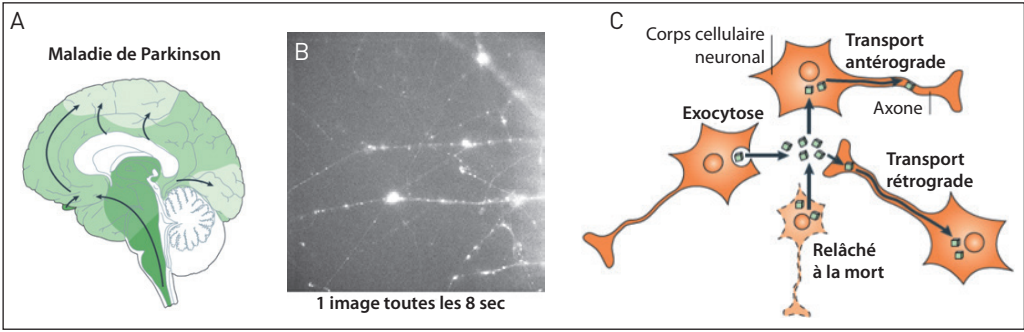 A
Maladie de Parkinson
B
1 image toutes les 8 sec
C
Corps cellulaire
neuronal
Transport
antérograde
Axone
Exocytose
Transport
rétrograde
Relâché
à la mort